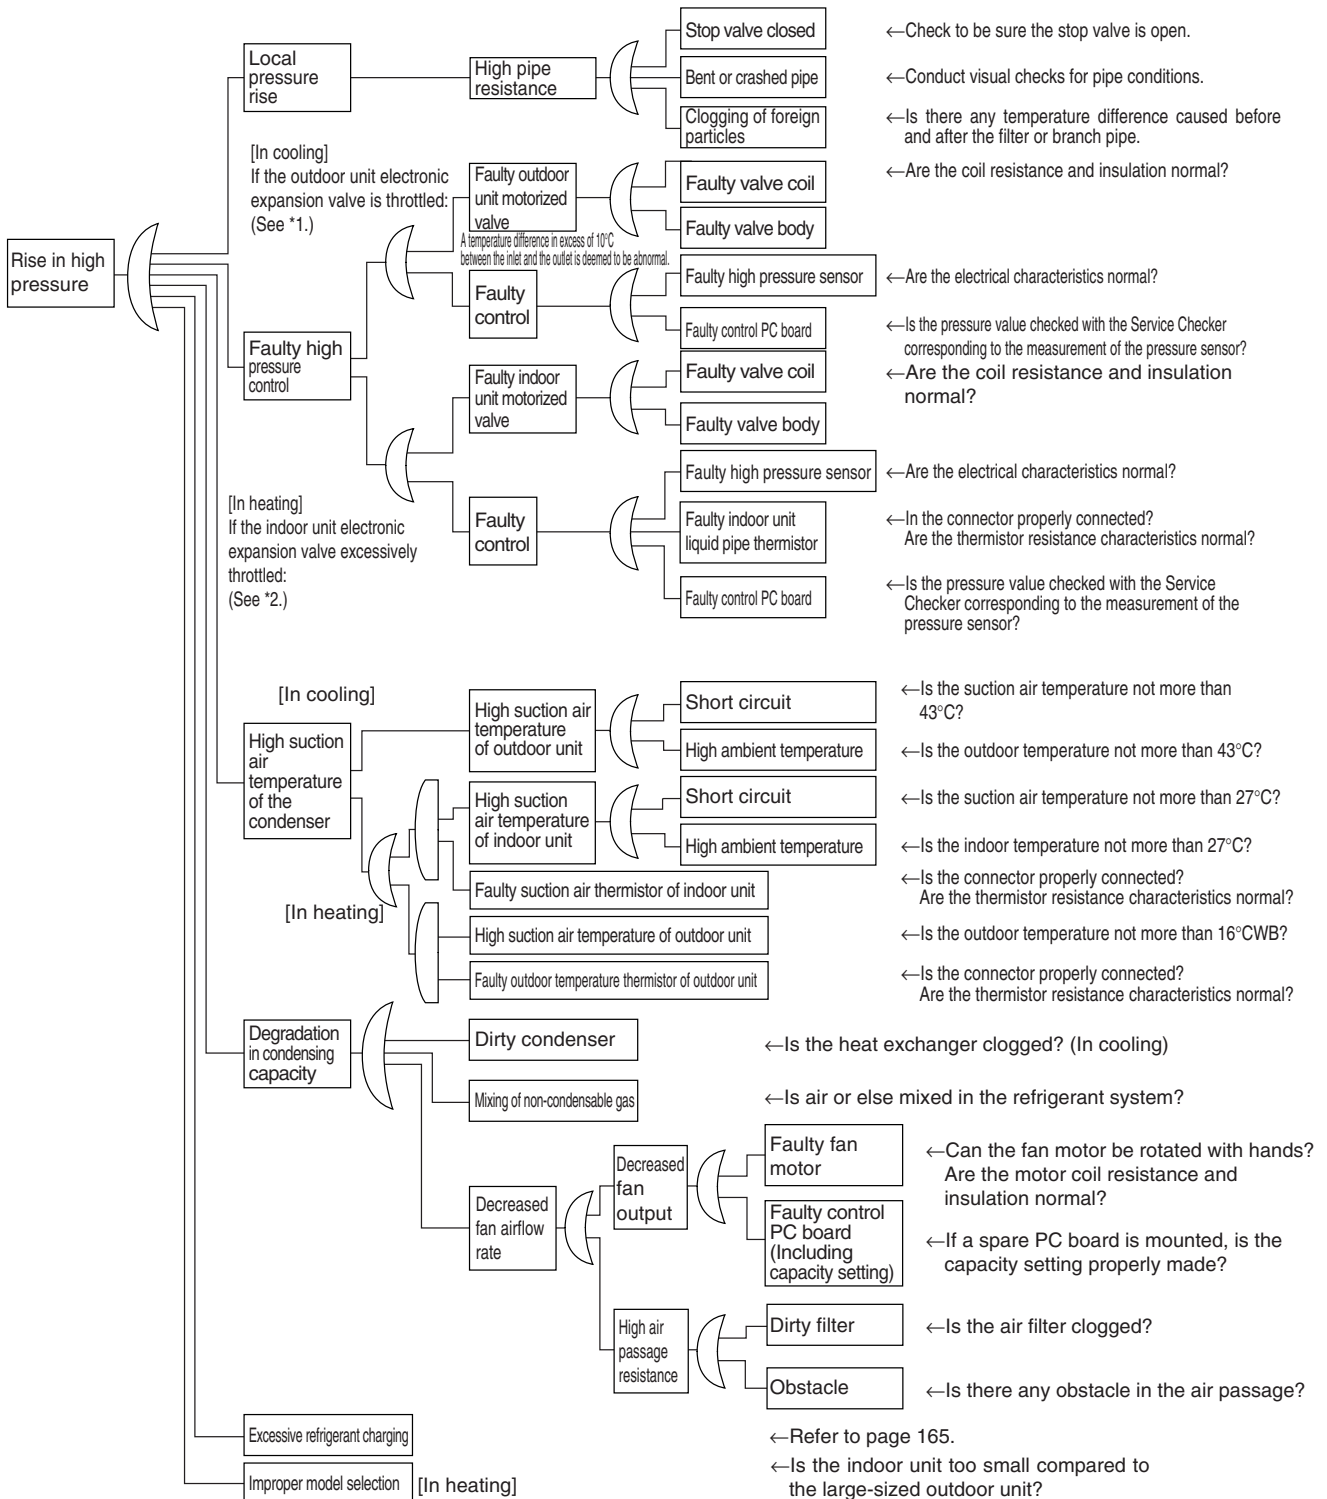 Rise in high
pressure
Local
pressure
rise
High pipe
resistance
Stop valve closed
←Check to be sure the stop valve is open.
Bent or crashed pipe
←Conduct visual checks for pipe conditions.
Clogging of foreign
particles
←Is there any temperature difference caused before
and after the filter or branch pipe.
[In cooling]
If the outdoor unit electronic
expansion valve is throttled:
(See *1.)
Faulty high
pressure
control
Faulty outdoor
unit motorized
valve
A temperature difference in excess of 10°C
between the inlet and the outlet is deemed to be abnormal.
Faulty valve coil
←Are the coil resistance and insulation normal?
Faulty valve body
Faulty
control
Faulty high pressure sensor
←Are the electrical characteristics normal?
Faulty control PC board
←Is the pressure value checked with the Service Checker
corresponding to the measurement of the pressure sensor?
Faulty indoor
unit motorized
valve
Faulty valve coil
←Are the coil resistance and insulation
normal?
Faulty valve body
[In heating]
If the indoor unit electronic
expansion valve excessively
throttled:
(See *2.)
Faulty
control
Faulty high pressure sensor
←Are the electrical characteristics normal?
Faulty indoor unit
liquid pipe thermistor
←In the connector properly connected?
Are the thermistor resistance characteristics normal?
Faulty control PC board
←Is the pressure value checked with the Service
Checker corresponding to the measurement of the
pressure sensor?
[In cooling]
High suction
air
temperature
of the
condenser
High suction air
temperature
of outdoor unit
Short circuit
←Is the suction air temperature not more than
43°C?
High ambient temperature
←Is the outdoor temperature not more than 43°C?
High suction
air temperature
of indoor unit
Short circuit
←Is the suction air temperature not more than 27°C?
High ambient temperature
←Is the indoor temperature not more than 27°C?
[In heating]
Faulty suction air thermistor of indoor unit
←Is the connector properly connected?
Are the thermistor resistance characteristics normal?
High suction air temperature of outdoor unit
←Is the outdoor temperature not more than 16°CWB?
Faulty outdoor temperature thermistor of outdoor unit
←Is the connector properly connected?
Are the thermistor resistance characteristics normal?
Degradation
in condensing
capacity
Dirty condenser
←Is the heat exchanger clogged? (In cooling)
Mixing of non-condensable gas
←Is air or else mixed in the refrigerant system?
Decreased
fan airflow
rate
Decreased
fan
output
Faulty fan
motor
←Can the fan motor be rotated with hands?
Are the motor coil resistance and
insulation normal?
Faulty control
PC board
(Including
capacity setting)
←If a spare PC board is mounted, is the
capacity setting properly made?
High air
passage
resistance
Dirty filter
←Is the air filter clogged?
Obstacle
←Is there any obstacle in the air passage?
Excessive refrigerant charging
←Refer to page 165.
Improper model selection
[In heating]
←Is the indoor unit too small compared to
the large-sized outdoor unit?